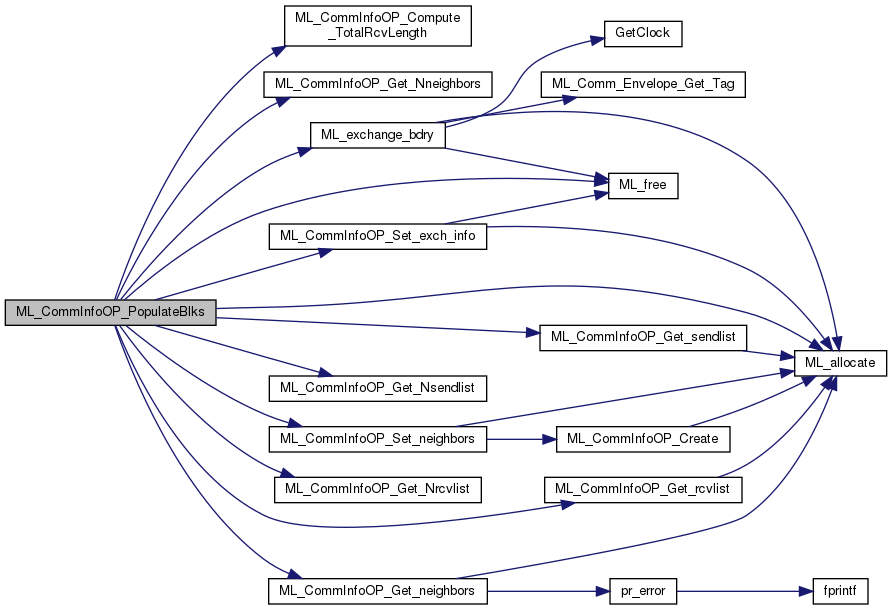 ML_CommInfoOP_Compute
_TotalRcvLength
GetClock
ML_CommInfoOP_Get_Nneighbors
ML_Comm_Envelope_Get_Tag
ML_exchange_bdry
ML_free
ML_CommInfoOP_Set_exch_info
ML_CommInfoOP_PopulateBlks
ML_CommInfoOP_Get_sendlist
ML_allocate
ML_CommInfoOP_Get_Nsendlist
ML_CommInfoOP_Set_neighbors
ML_CommInfoOP_Create
ML_CommInfoOP_Get_Nrcvlist
ML_CommInfoOP_Get_rcvlist
ML_CommInfoOP_Get_neighbors
pr_error
fprintf